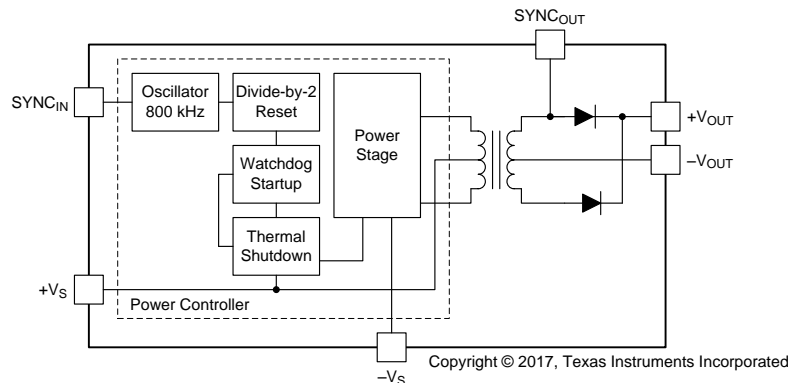 SYNCOUT
SYNCIN
Oscillator
800 kHz
Divide-by-2
Reset
Power
Stage
+VOUT
–VOUT
Watchdog
Startup
Thermal
Shutdown
+VS
Power Controller
–VS
Copyright © 2017, Texas Instruments Incorporated